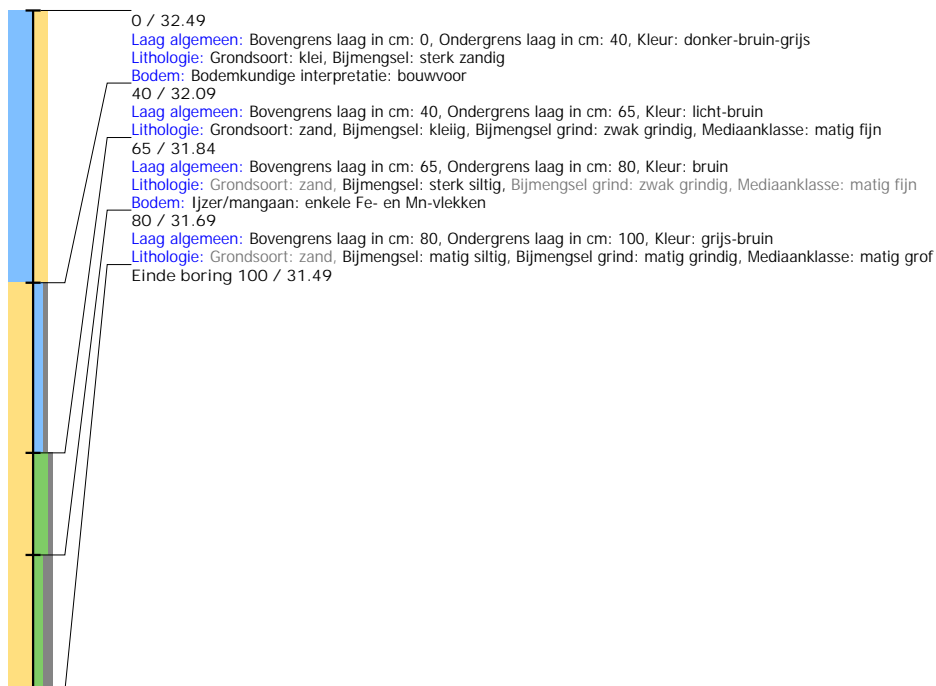 0 / 32.49
Laag algemeen: Bovengrens laag in cm: 0, Ondergrens laag in cm: 40, Kleur: donker-bruin-grijs
Lithologie: Grondsoort: klei, Bijmengsel: sterk zandig
Bodem: Bodemkundige interpretatie: bouwvoor
40 / 32.09
Laag algemeen: Bovengrens laag in cm: 40, Ondergrens laag in cm: 65, Kleur: licht-bruin
Lithologie: Grondsoort: zand, Bijmengsel: kleiig, Bijmengsel grind: zwak grindig, Mediaanklasse: matig fijn
65 / 31.84
Laag algemeen: Bovengrens laag in cm: 65, Ondergrens laag in cm: 80, Kleur: bruin
Lithologie: Grondsoort: zand, Bijmengsel: sterk siltig, Bijmengsel grind: zwak grindig, Mediaanklasse: matig fijn
Bodem: Ijzer/mangaan: enkele Fe- en Mn-vlekken
80 / 31.69
Laag algemeen: Bovengrens laag in cm: 80, Ondergrens laag in cm: 100, Kleur: grijs-bruin
Lithologie: Grondsoort: zand, Bijmengsel: matig siltig, Bijmengsel grind: matig grindig, Mediaanklasse: matig grof
Einde boring 100 / 31.49